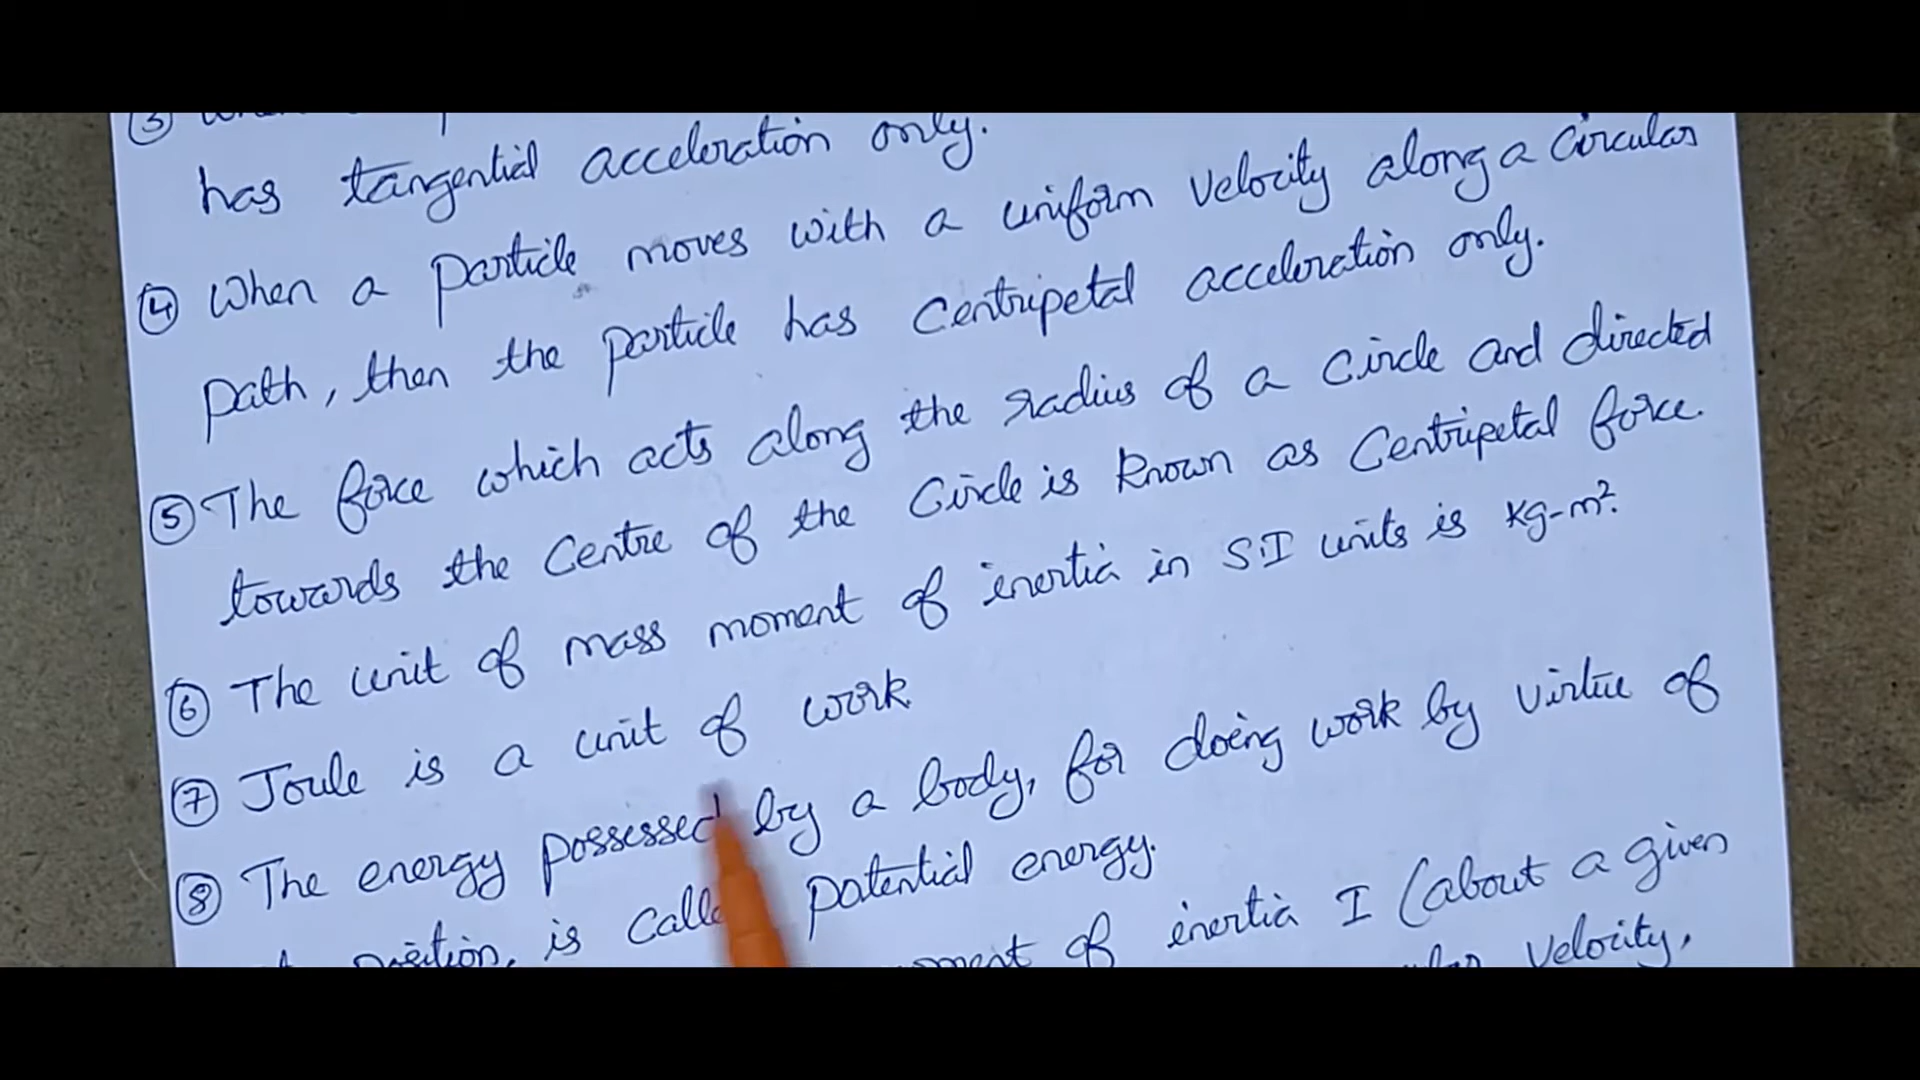 ③
has tangential acceleration only.
④ When a particle moves with a uniform velocity along a circular
path, then the particle has centripetal acceleration only.
⑤ The force which acts along the radius of a circle and directed
towards the centre of the circle is known as centripetal force.
⑥ The unit of mass moment of inertia in S.I units is kg-m².
⑦ Joule is a unit of work
⑧ The energy possessed by a body, for doing work by virtue of
position, is called potential energy.
of inertia I (about a given
velocity,